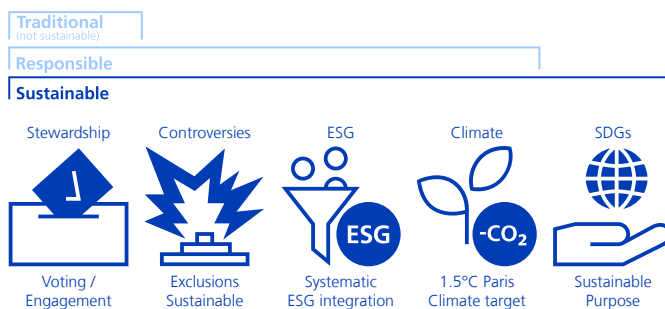 Traditional
(not sustainable)
Responsible
Sustainable
Stewardship
Controversies
ESG
Climate
SDGs
ESG
-CO₂
Voting /
Engagement
Exclusions
Sustainable
Systematic
ESG integration
1.5°C Paris
Climate target
Sustainable
Purpose